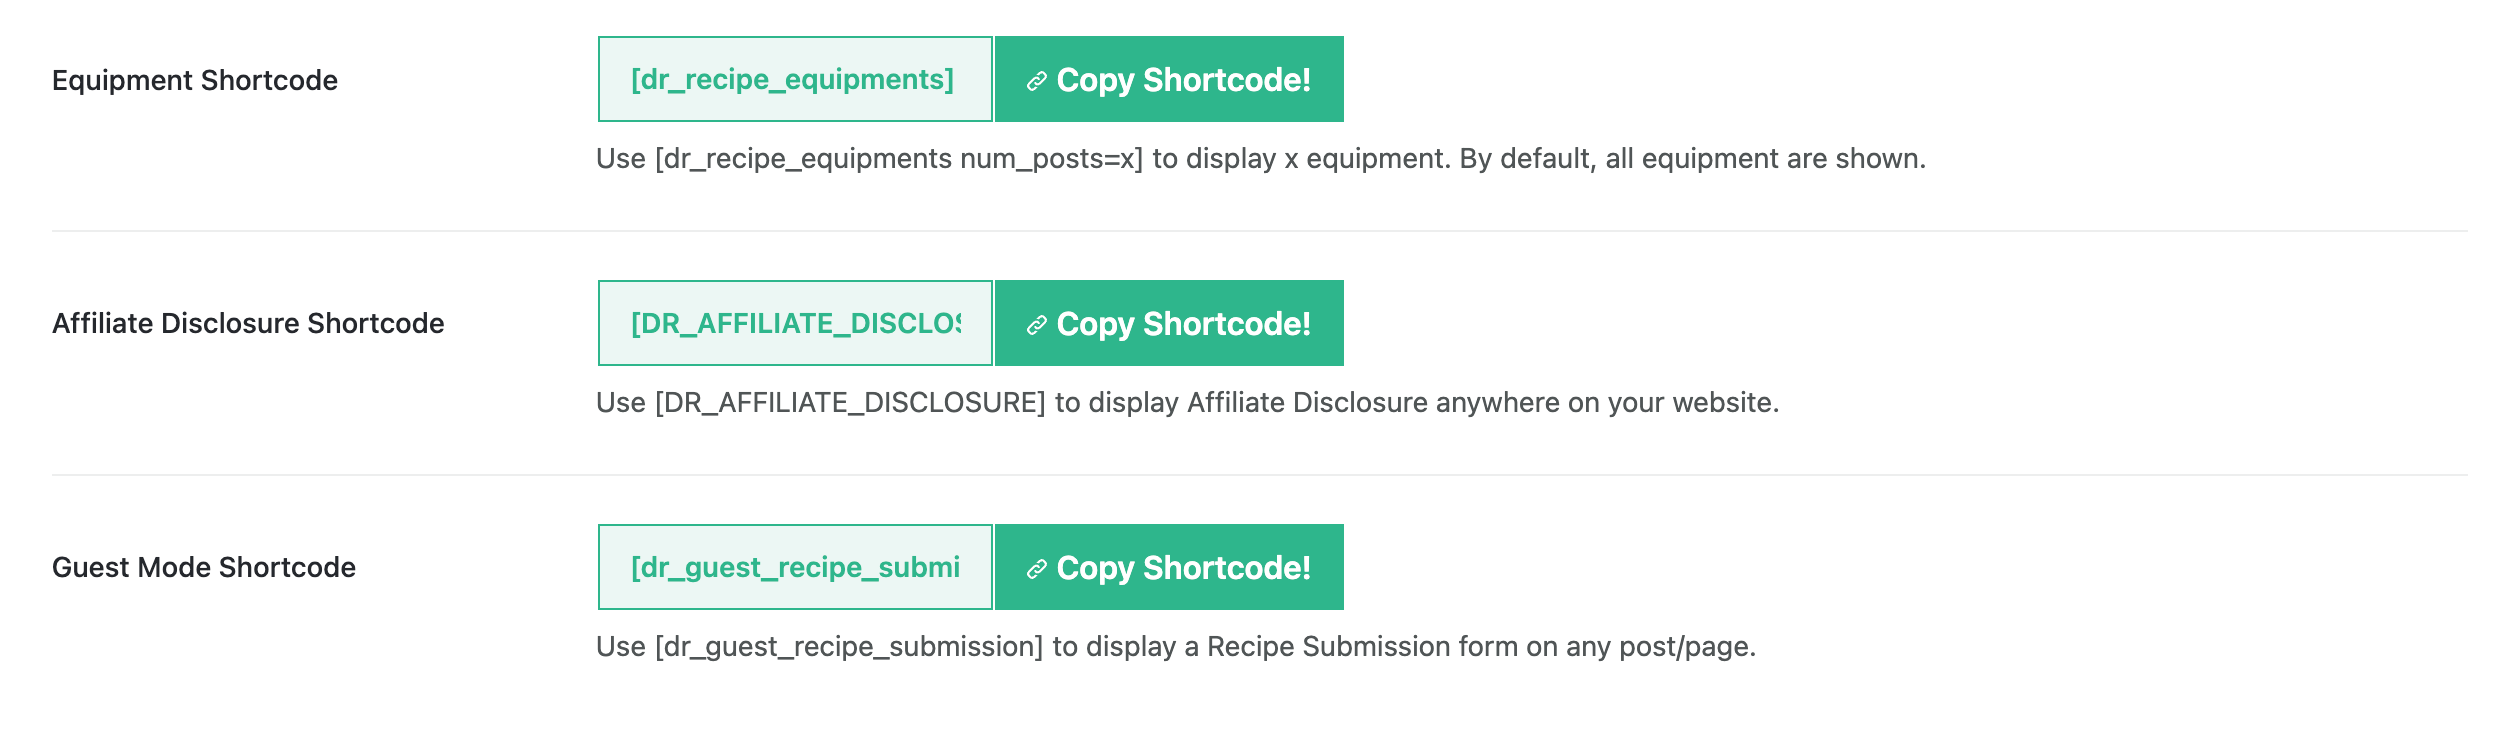 Equipment Shortcode
[dr_recipe_equipments]
Copy Shortcode!
Use [dr_recipe_equipments num_posts=x] to display x equipment. By default, all equipment are shown.
Affiliate Disclosure Shortcode
[DR_AFFILIATE_DISCLOS
Copy Shortcode!
Use [DR_AFFILIATE_DISCLOSURE] to display Affiliate Disclosure anywhere on your website.
Guest Mode Shortcode
[dr_guest_recipe_submi
Copy Shortcode!
Use [dr_guest_recipe_submission] to display a Recipe Submission form on any post/page.